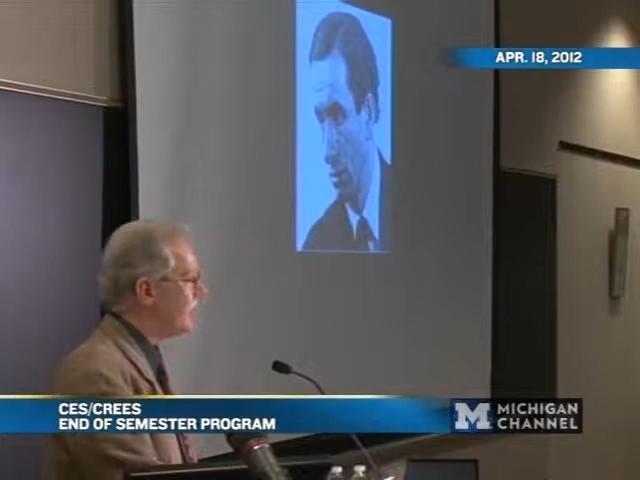 APR. 18, 2012
CES/CREES
END OF SEMESTER PROGRAM
M MICHIGAN
CHANNEL